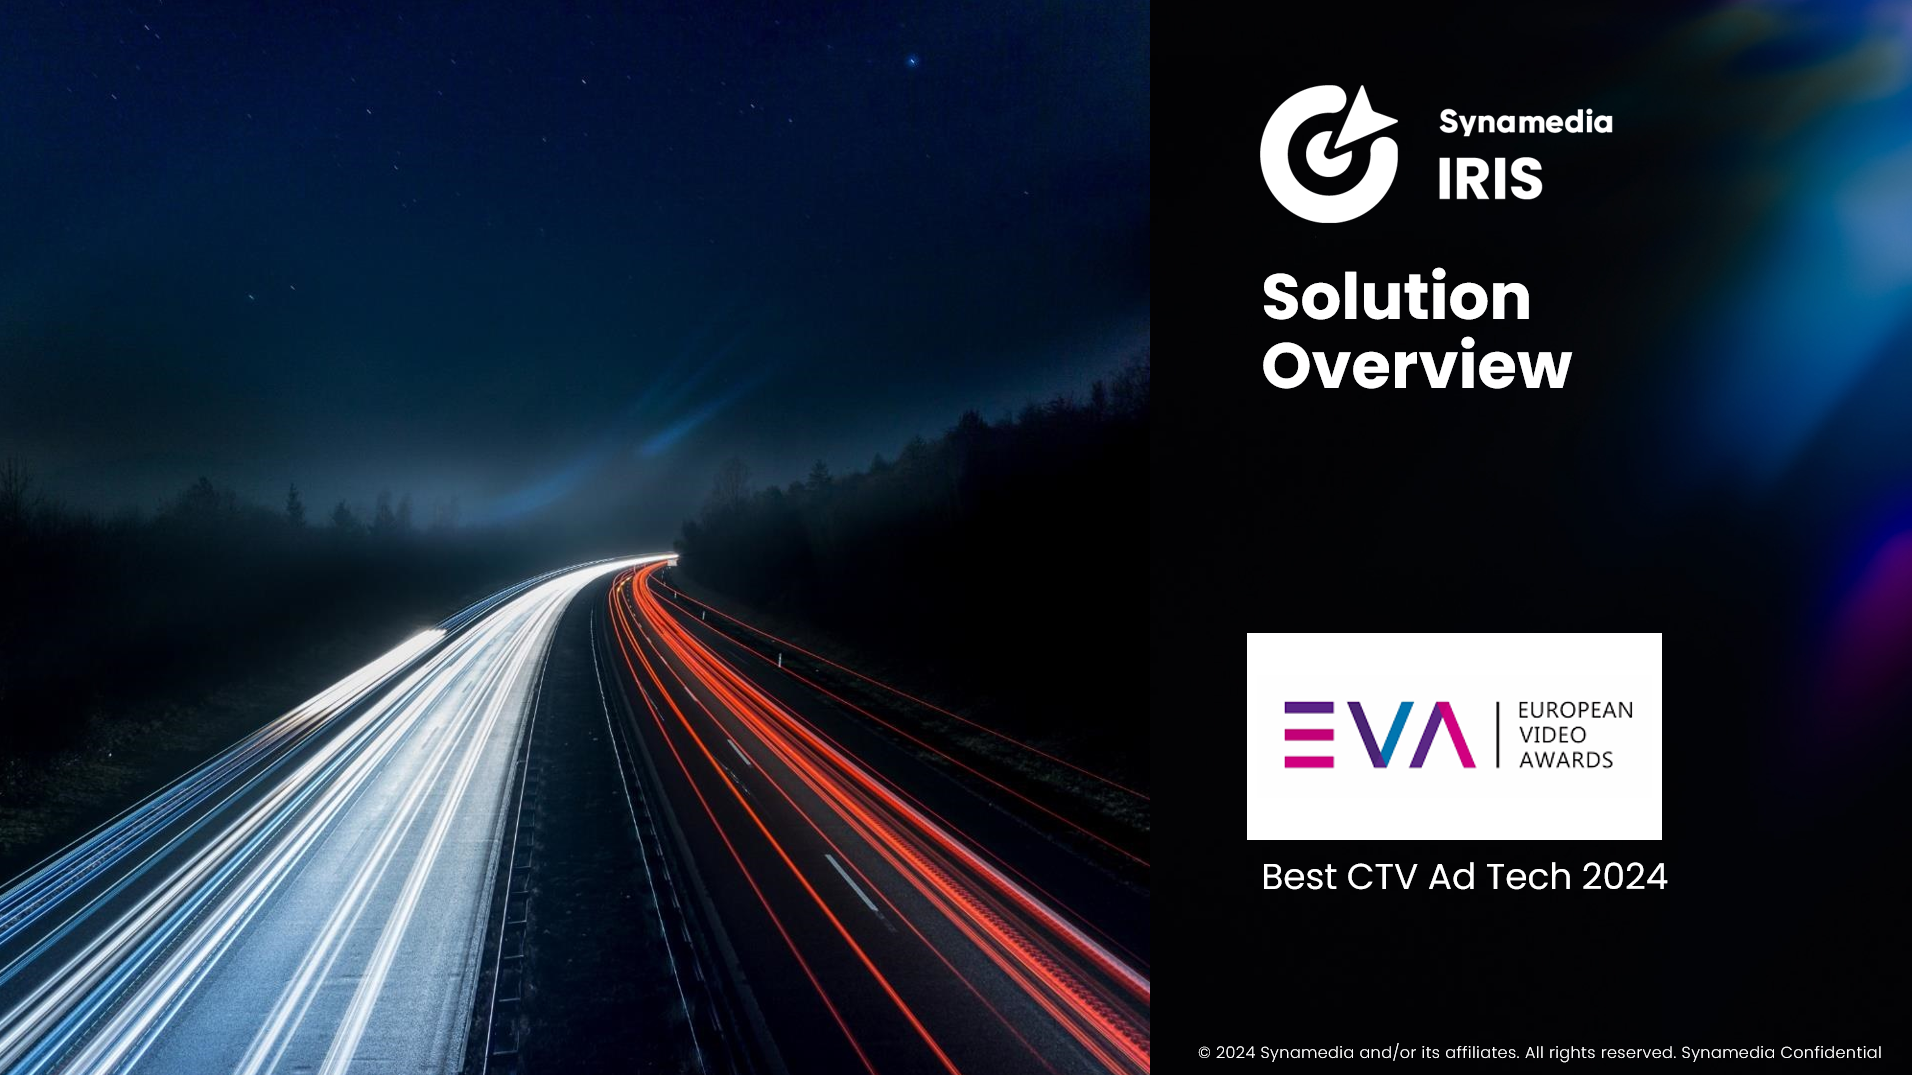 Synamedia
IRIS
Solution
Overview
EVA
EUROPEAN
VIDEO
AWARDS
Best CTV Ad Tech 2024
© 2024 Synamedia and/or its affiliates. All rights reserved. Synamedia Confidential